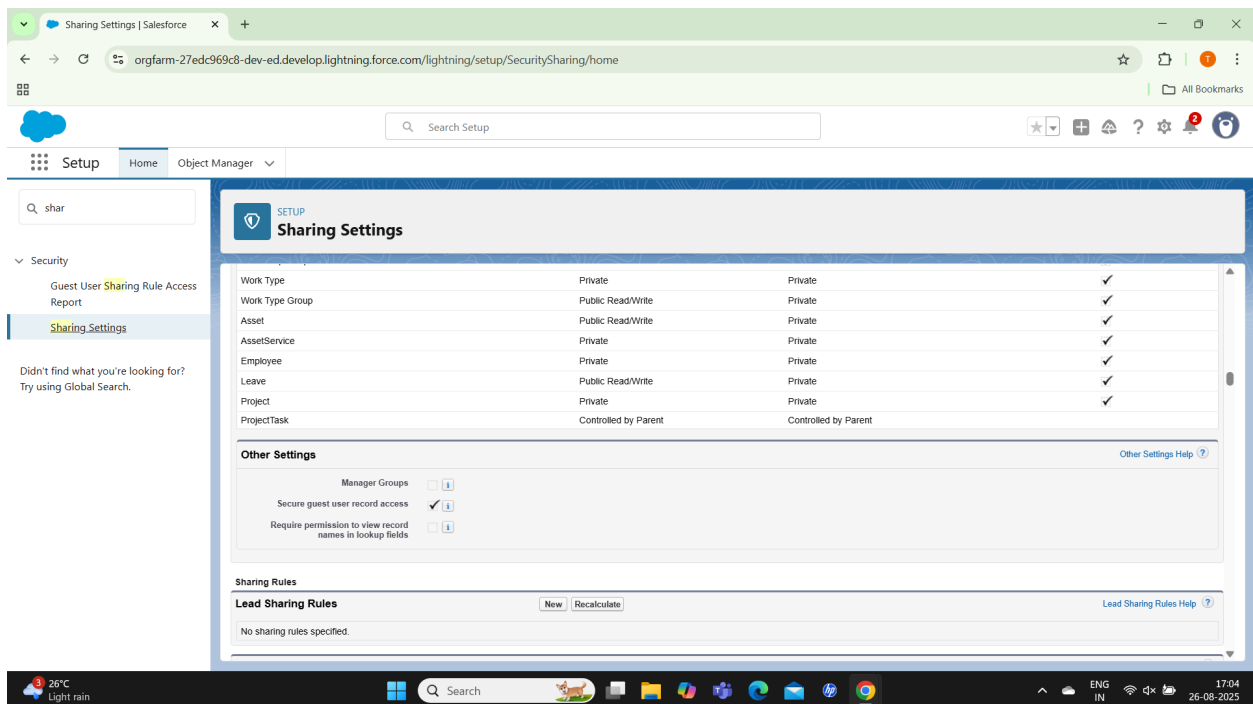 Sharing Settings | Salesforce
orgfarm-27edc969c8-dev-ed.develop.lightning.force.com/lightning/setup/SecuritySharing/home
T
All Bookmarks
Search Setup
2
Setup
Home
Object Manager
shar
SETUP
Sharing Settings
Security
Guest User Sharing Rule Access
Report
Sharing Settings
Didn't find what you're looking for?
Try using Global Search.
Work Type Private Private
Work Type Group Public Read/Write Private
Asset Public Read/Write Private
AssetService Private Private
Employee Private Private
Leave Public Read/Write Private
Project Private Private
ProjectTask Controlled by Parent Controlled by Parent
Other Settings
Other Settings Help ?
Manager Groups i
Secure guest user record access i
Require permission to view record i
names in lookup fields
Sharing Rules
Lead Sharing Rules New Recalculate Lead Sharing Rules Help ?
No sharing rules specified.
3
26°C
Light rain
Search
hp
ENG
IN
17:04
26-08-2025